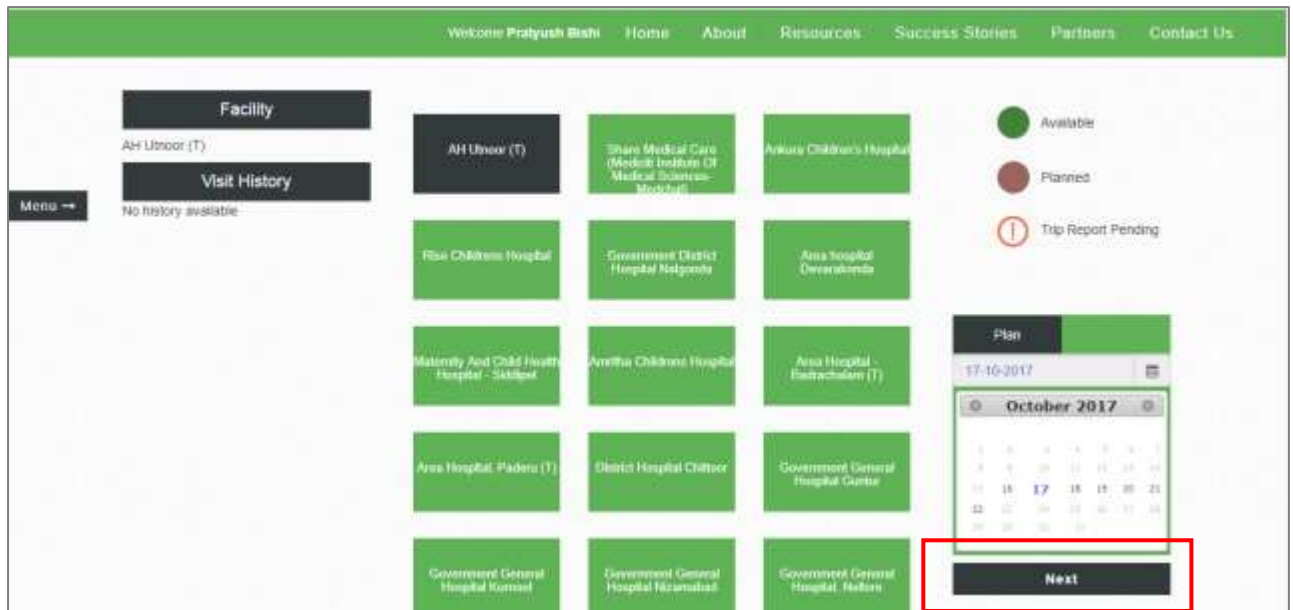 Welcome Pratyush Bishi Home About Resources Success Stories Partners Contact Us
Facility
AH Utnoor (T)
Visit History
No history available
Menu →
AH Utnoor (T)
Share Medical Care
(Mediciti Institute Of
Medical Sciences-
Medchal)
Ankura Children's Hospital
Rise Childrens Hospital
Government District
Hospital Nalgonda
Area hospital
Devarakonda
Maternity And Child Health
Hospital - Siddipet
Amritha Childrens Hospital
Area Hospital -
Badrachalam (T)
Area Hospital, Paderu (T)
District Hospital Chittoor
Government General
Hospital Guntur
Government General
Hospital Kurnool
Government General
Hospital Nizamabad
Government General
Hospital, Nellore
Available
Planned
Trip Report Pending
Plan
17-10-2017
October 2017
16 17 18 19 20 21
22
Next